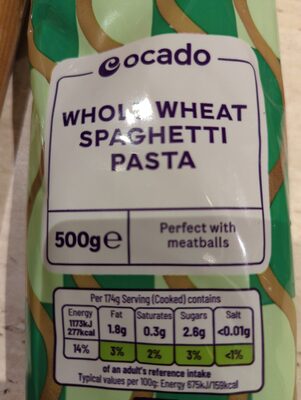 ocado
WHOLE WHEAT
SPAGHETTI
PASTA
500g℮
Perfect with
meatballs
Per 174g Serving (Cooked) contains
Energy Fat Saturates Sugars Salt
1173kJ 1.8g 0.3g 2.6g <0.01g
277kcal
14% 3% 2% 3% <1%
of an adult's reference intake
Typical values per 100g: Energy 675kJ/159kcal